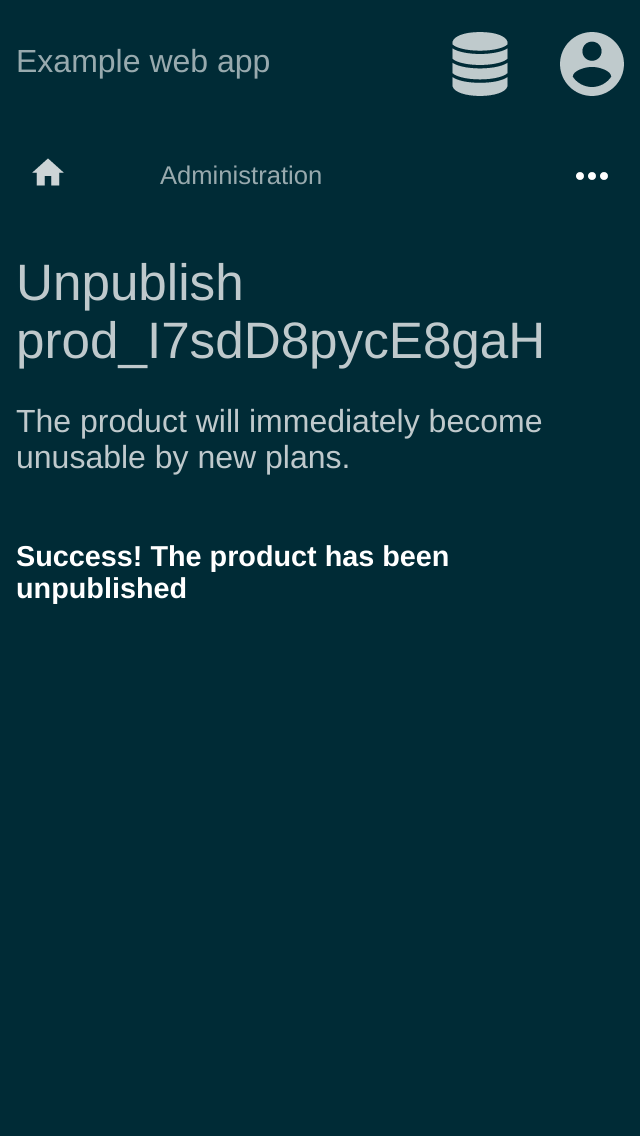 Example web app
Administration
Unpublish
prod_I7sdD8pycE8gaH
The product will immediately become
unusable by new plans.
Success! The product has been
unpublished